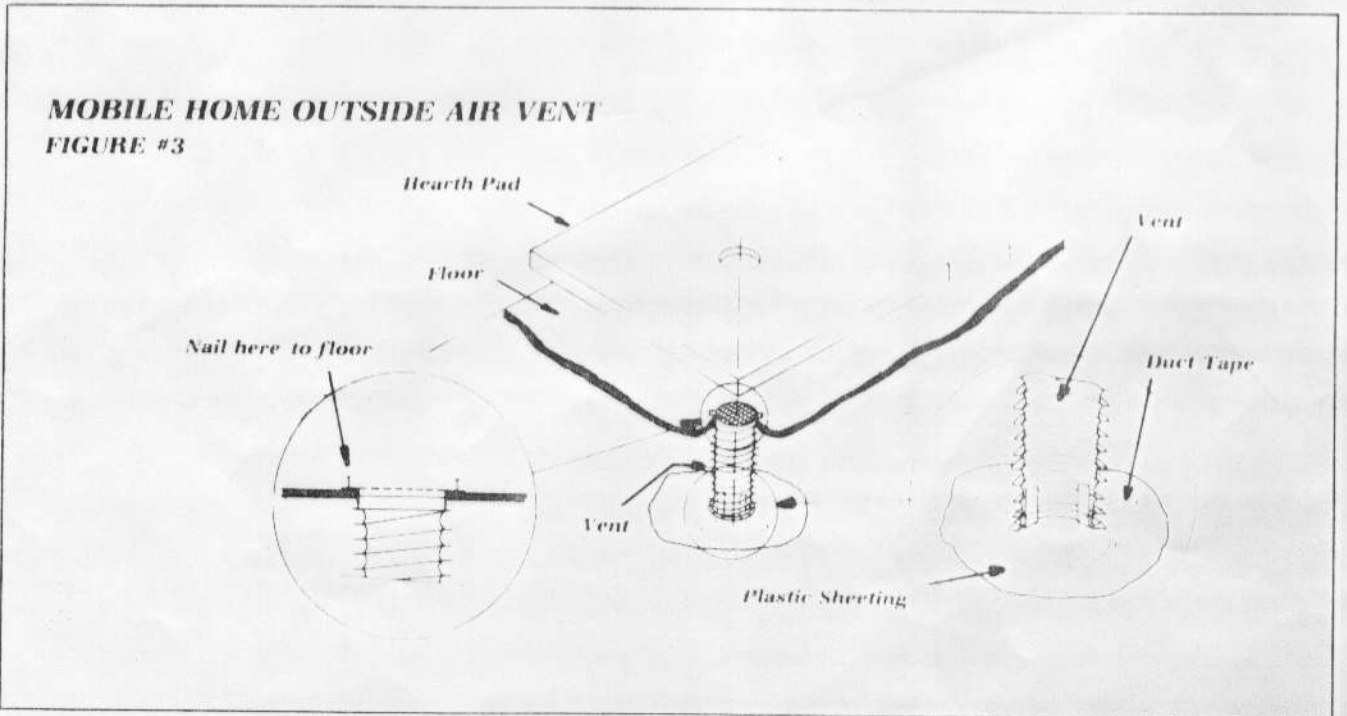 MOBILE HOME OUTSIDE AIR VENT
FIGURE #3
Hearth Pad
Vent
Floor
Nail here to floor
Duct Tape
Vent
Plastic Sheeting